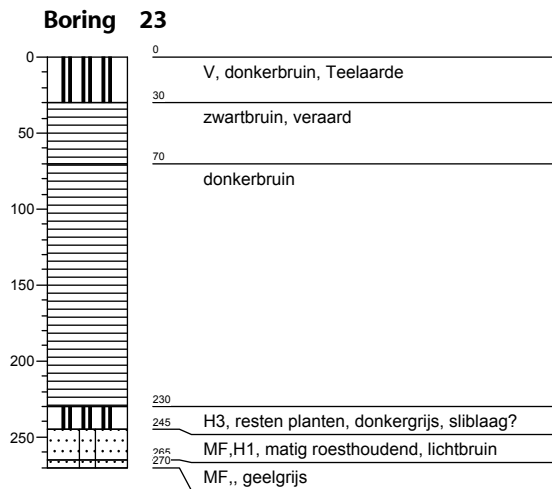 Boring 23
0
0
V, donkerbruin, Teelaarde
30
zwartbruin, veraard
50
70
donkerbruin
100
150
200
230
H3, resten planten, donkergrijs, sliblaag?
245
250
MF,H1, matig roesthoudend, lichtbruin
265
270
MF,, geelgrijs